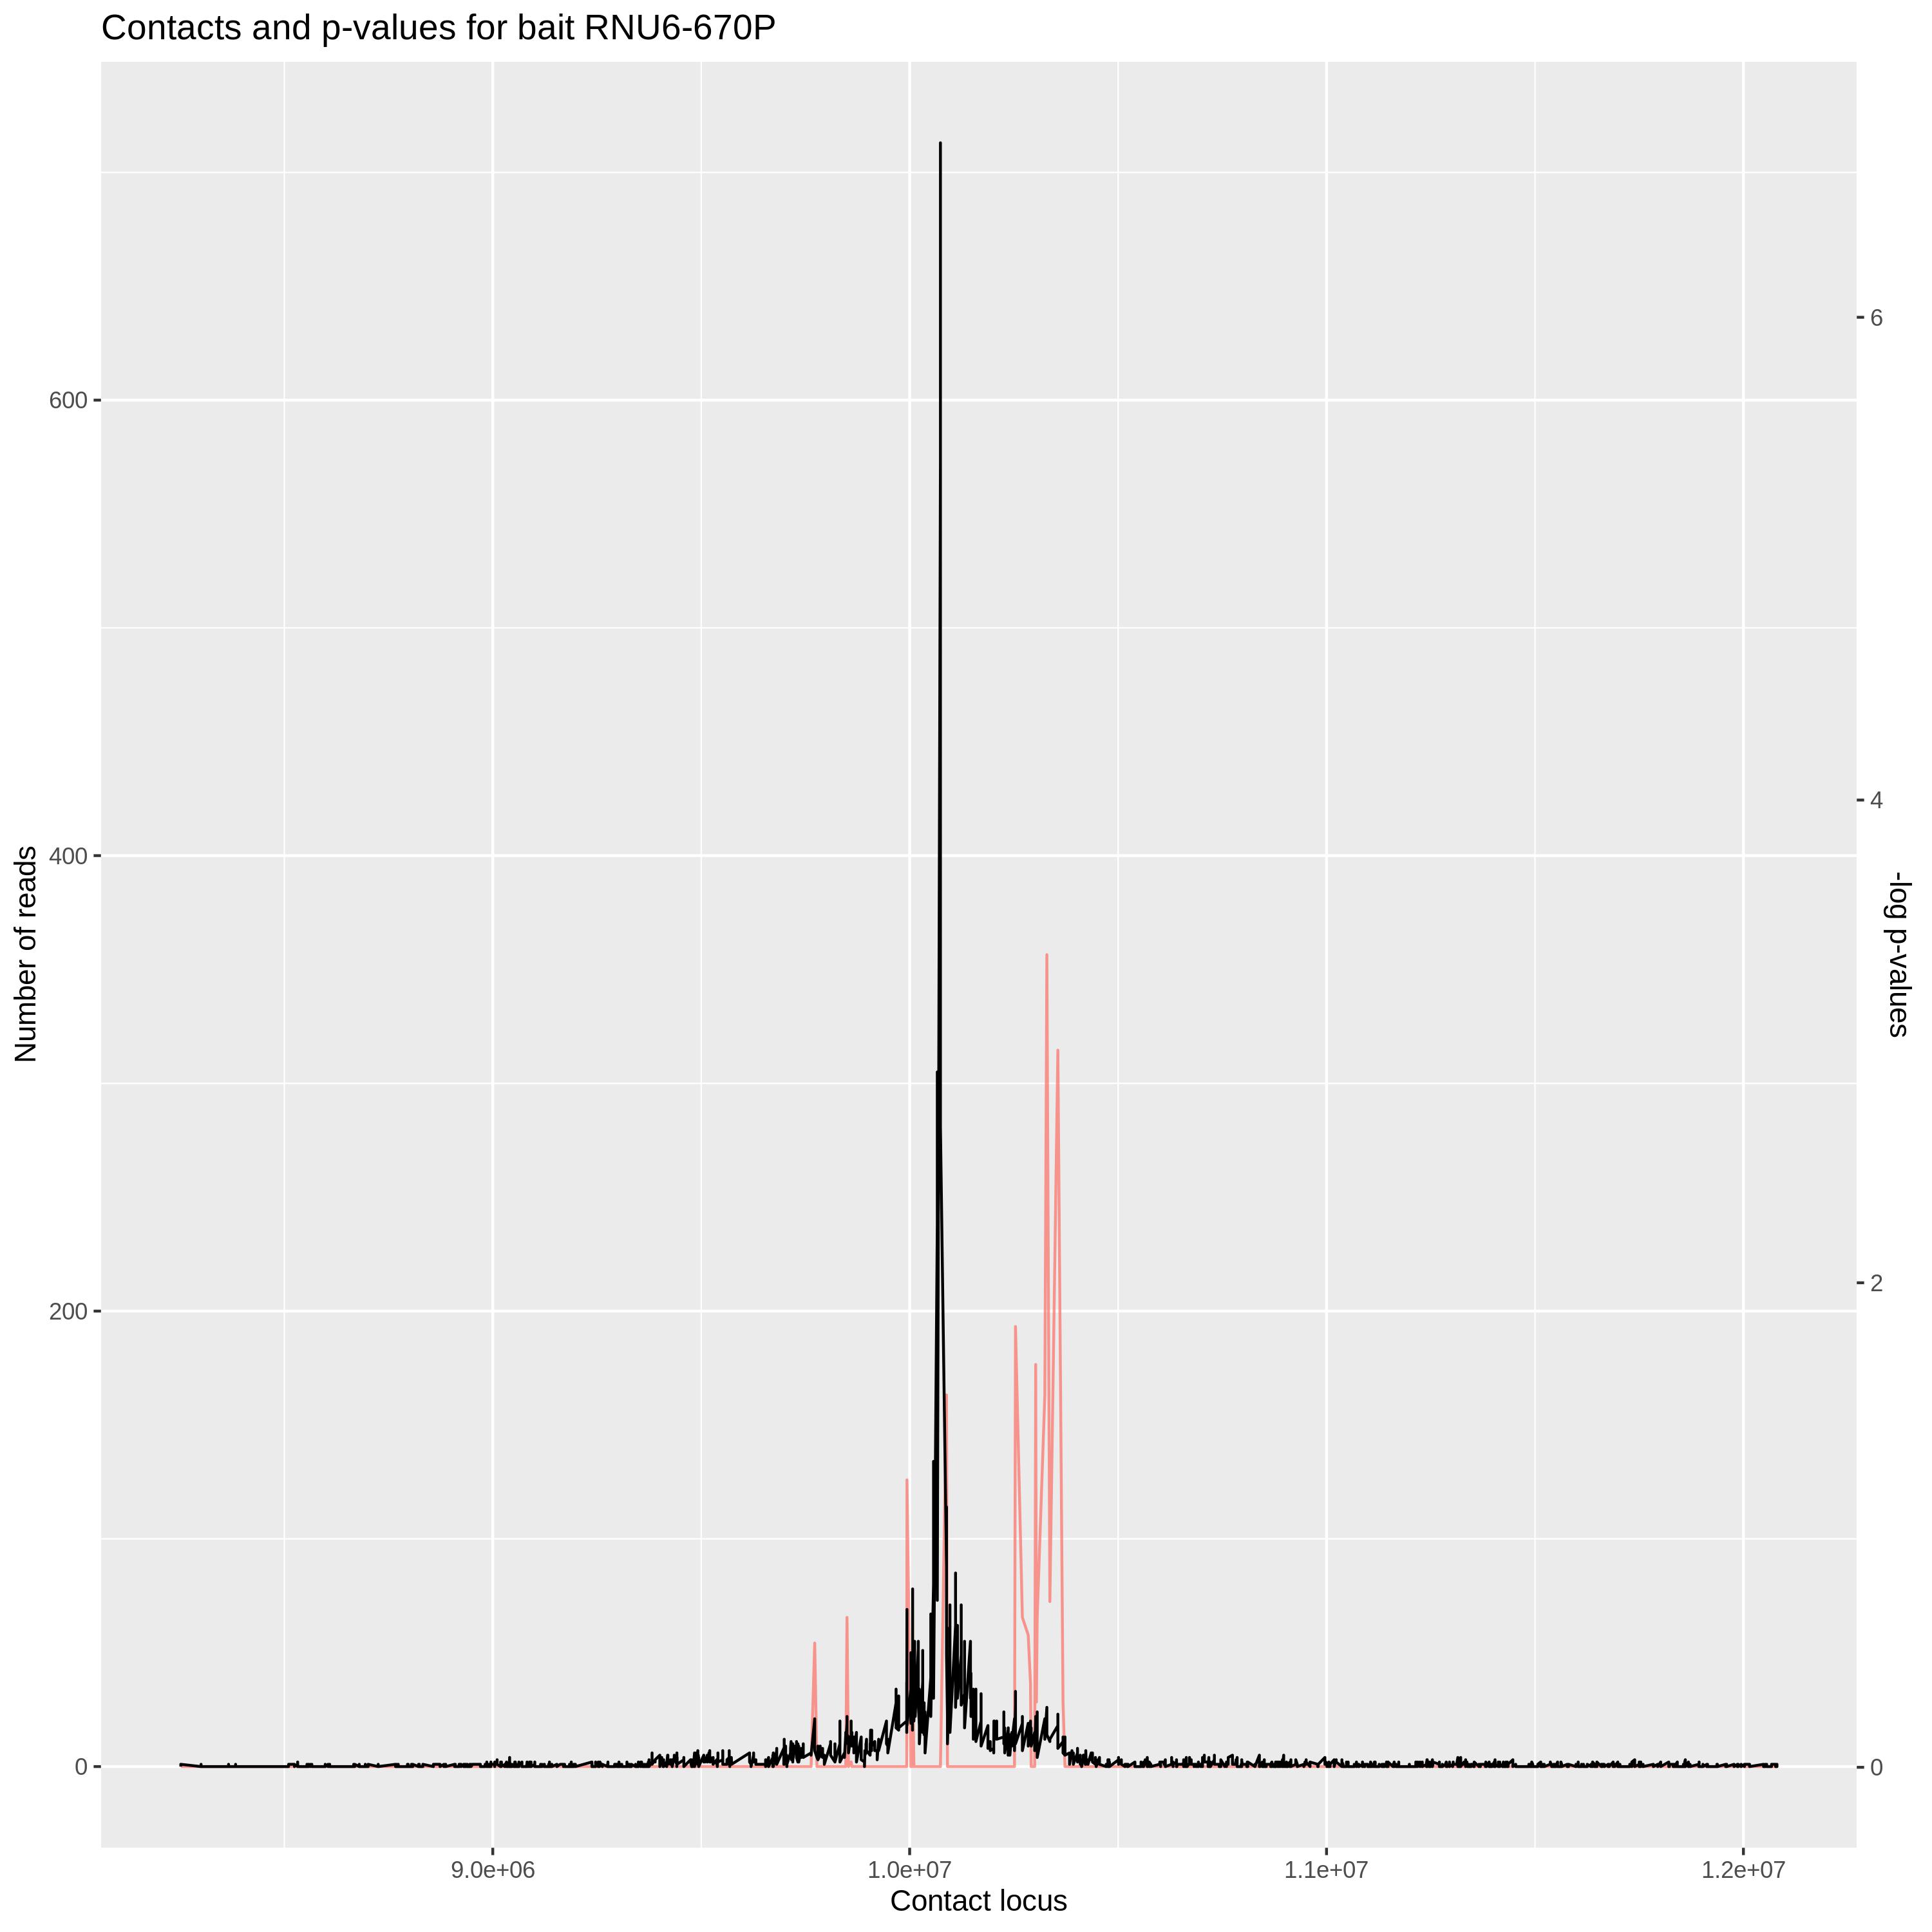 Contacts and p-values for bait RNU6-670P
600
400
200
0
Number of reads
6
4
2
0
-log p-values
9.0e+06
1.0e+07
1.1e+07
1.2e+07
Contact locus